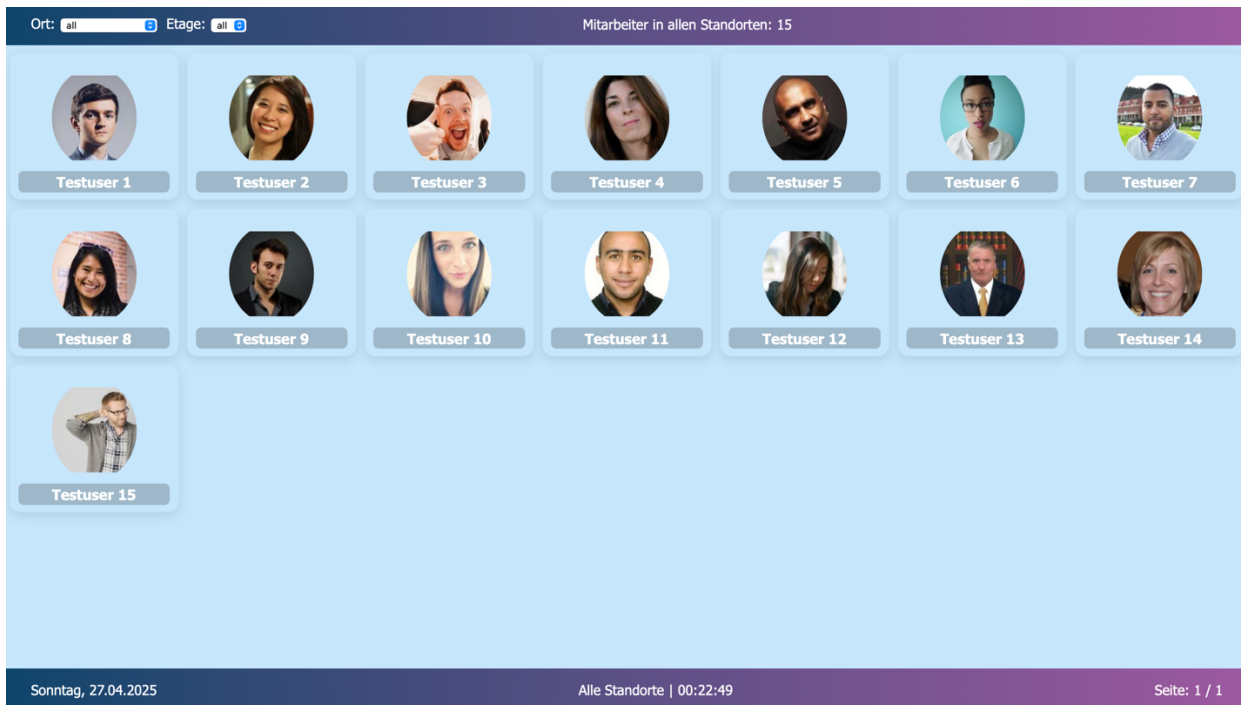 Ort: all Etage: all Mitarbeiter in allen Standorten: 15
Testuser 1 Testuser 2 Testuser 3 Testuser 4 Testuser 5 Testuser 6 Testuser 7
Testuser 8 Testuser 9 Testuser 10 Testuser 11 Testuser 12 Testuser 13 Testuser 14
Testuser 15
Sonntag, 27.04.2025 Alle Standorte | 00:22:49 Seite: 1 / 1